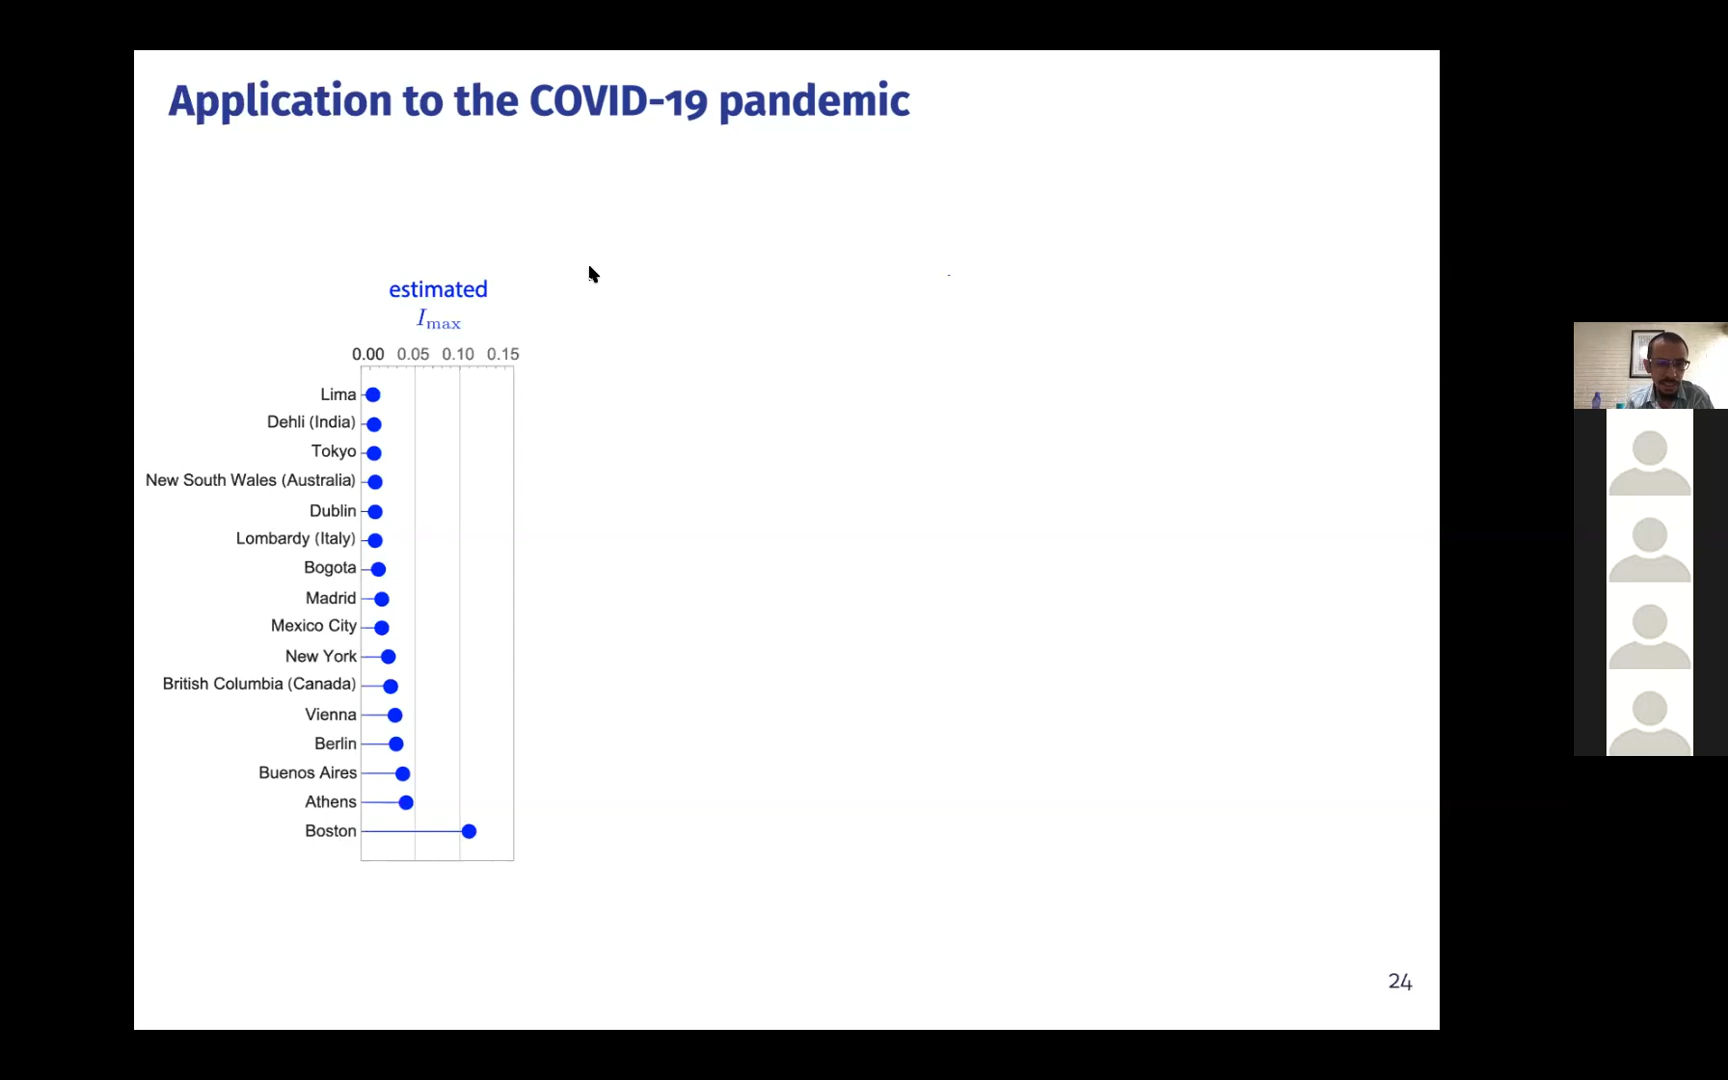 Application to the COVID-19 pandemic
estimated
I_max
0.00 0.05 0.10 0.15
Lima
Dehli (India)
Tokyo
New South Wales (Australia)
Dublin
Lombardy (Italy)
Bogota
Madrid
Mexico City
New York
British Columbia (Canada)
Vienna
Berlin
Buenos Aires
Athens
Boston
24